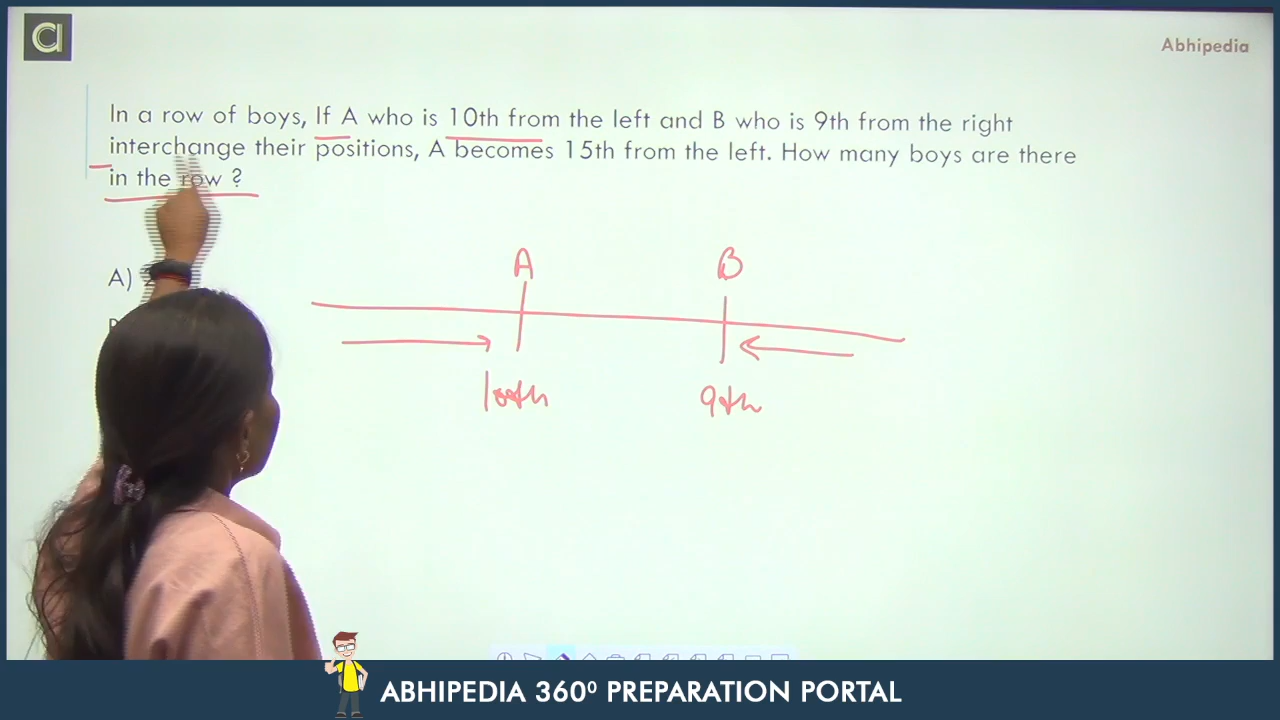 Abhipedia
In a row of boys, If A who is 10th from the left and B who is 9th from the right
interchange their positions, A becomes 15th from the left. How many boys are there
in the row ?
A)
A B
10th 9th
ABHIPEDIA 360⁰ PREPARATION PORTAL